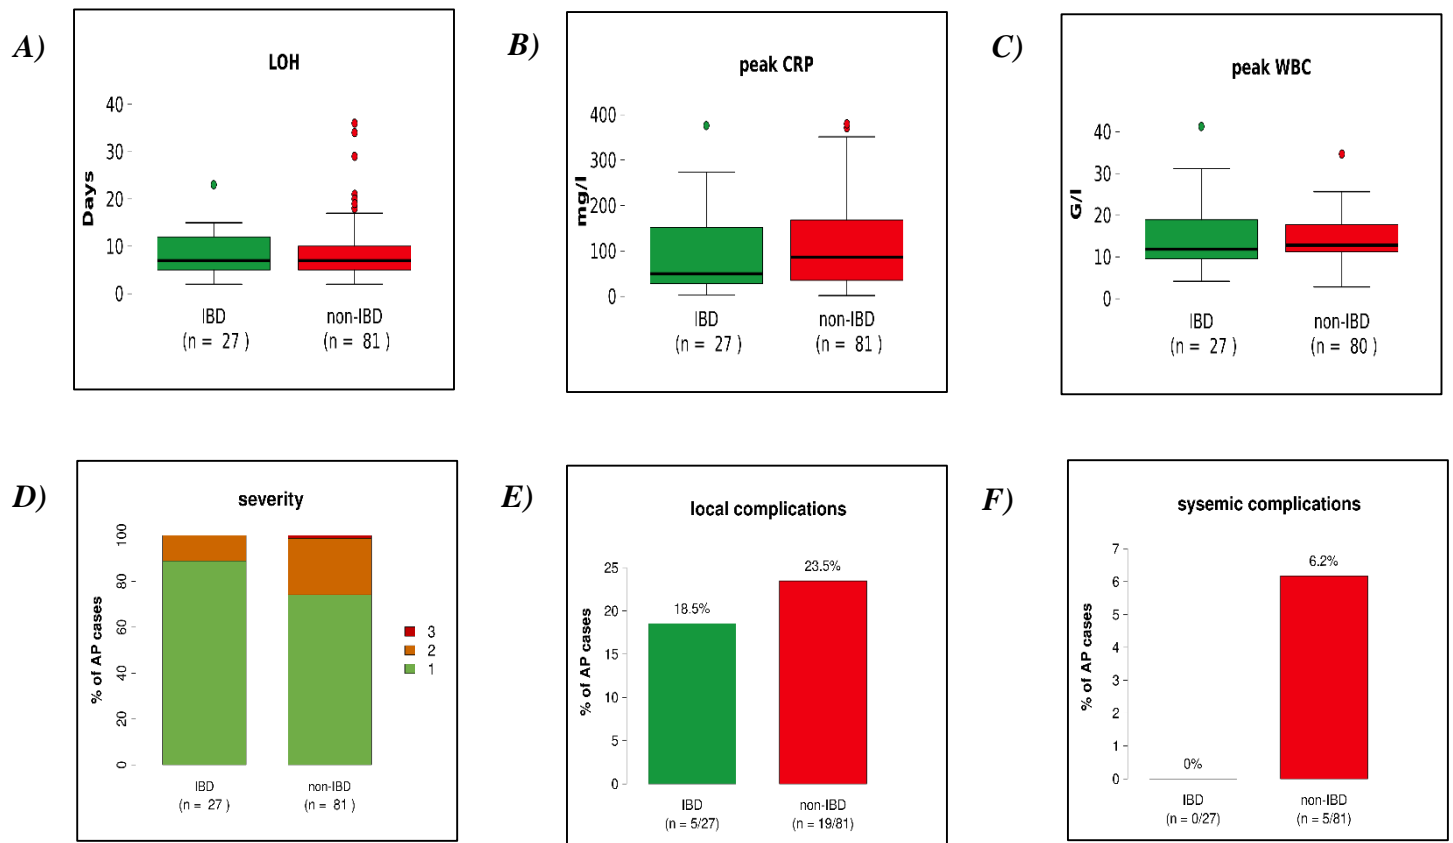 A)
LOH
Days
40
30
20
10
0
IBD
(n = 27 )
non-IBD
(n = 81 )
B)
peak CRP
mg/l
400
300
200
100
0
IBD
(n = 27 )
non-IBD
(n = 81 )
C)
peak WBC
G/l
40
30
20
10
0
IBD
(n = 27 )
non-IBD
(n = 80 )
D)
severity
% of AP cases
100
80
60
40
20
0
3
2
1
IBD
(n = 27 )
non-IBD
(n = 81 )
E)
local complications
% of AP cases
25
20
15
10
5
0
18.5%
23.5%
IBD
(n = 5/27)
non-IBD
(n = 19/81)
F)
sysemic complications
% of AP cases
7
6
5
4
3
2
1
0
0%
6.2%
IBD
(n = 0/27)
non-IBD
(n = 5/81)